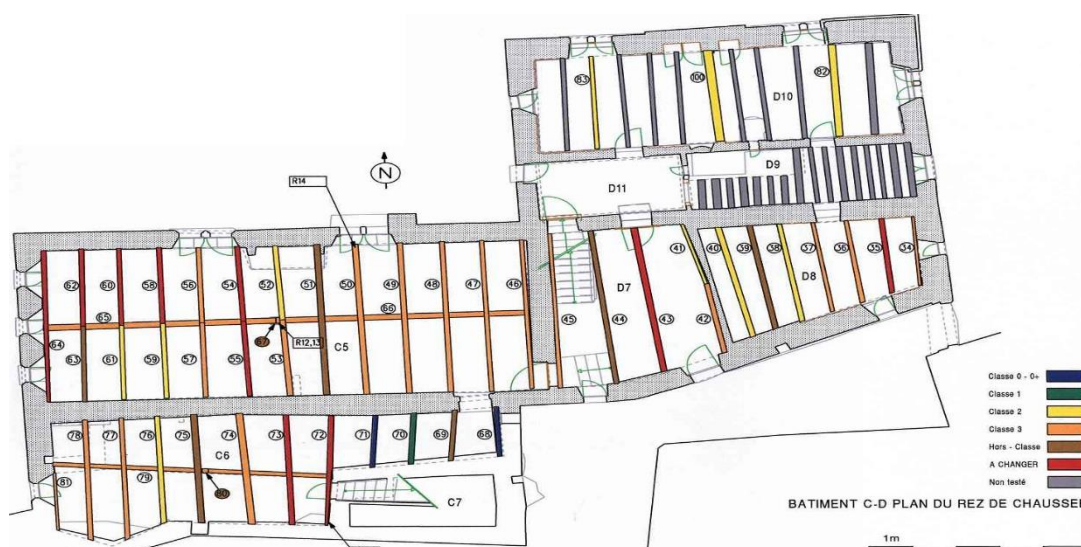 83
100
82
D10
D9
D11
N
R14
41
40
39
38
37
36
35
34
D8
D7
62
60
58
56
54
52
51
50
49
48
47
46
65
66
45
44
43
42
64
63
61
59
57
55
67
53
R12,13
C5
78
77
76
75
74
73
72
71
70
69
68
C6
81
79
80
C7
Classe 0 - 0+
Classe 1
Classe 2
Classe 3
Hors - Classe
A CHANGER
Non testé
BATIMENT C-D PLAN DU REZ DE CHAUSSEE
1m